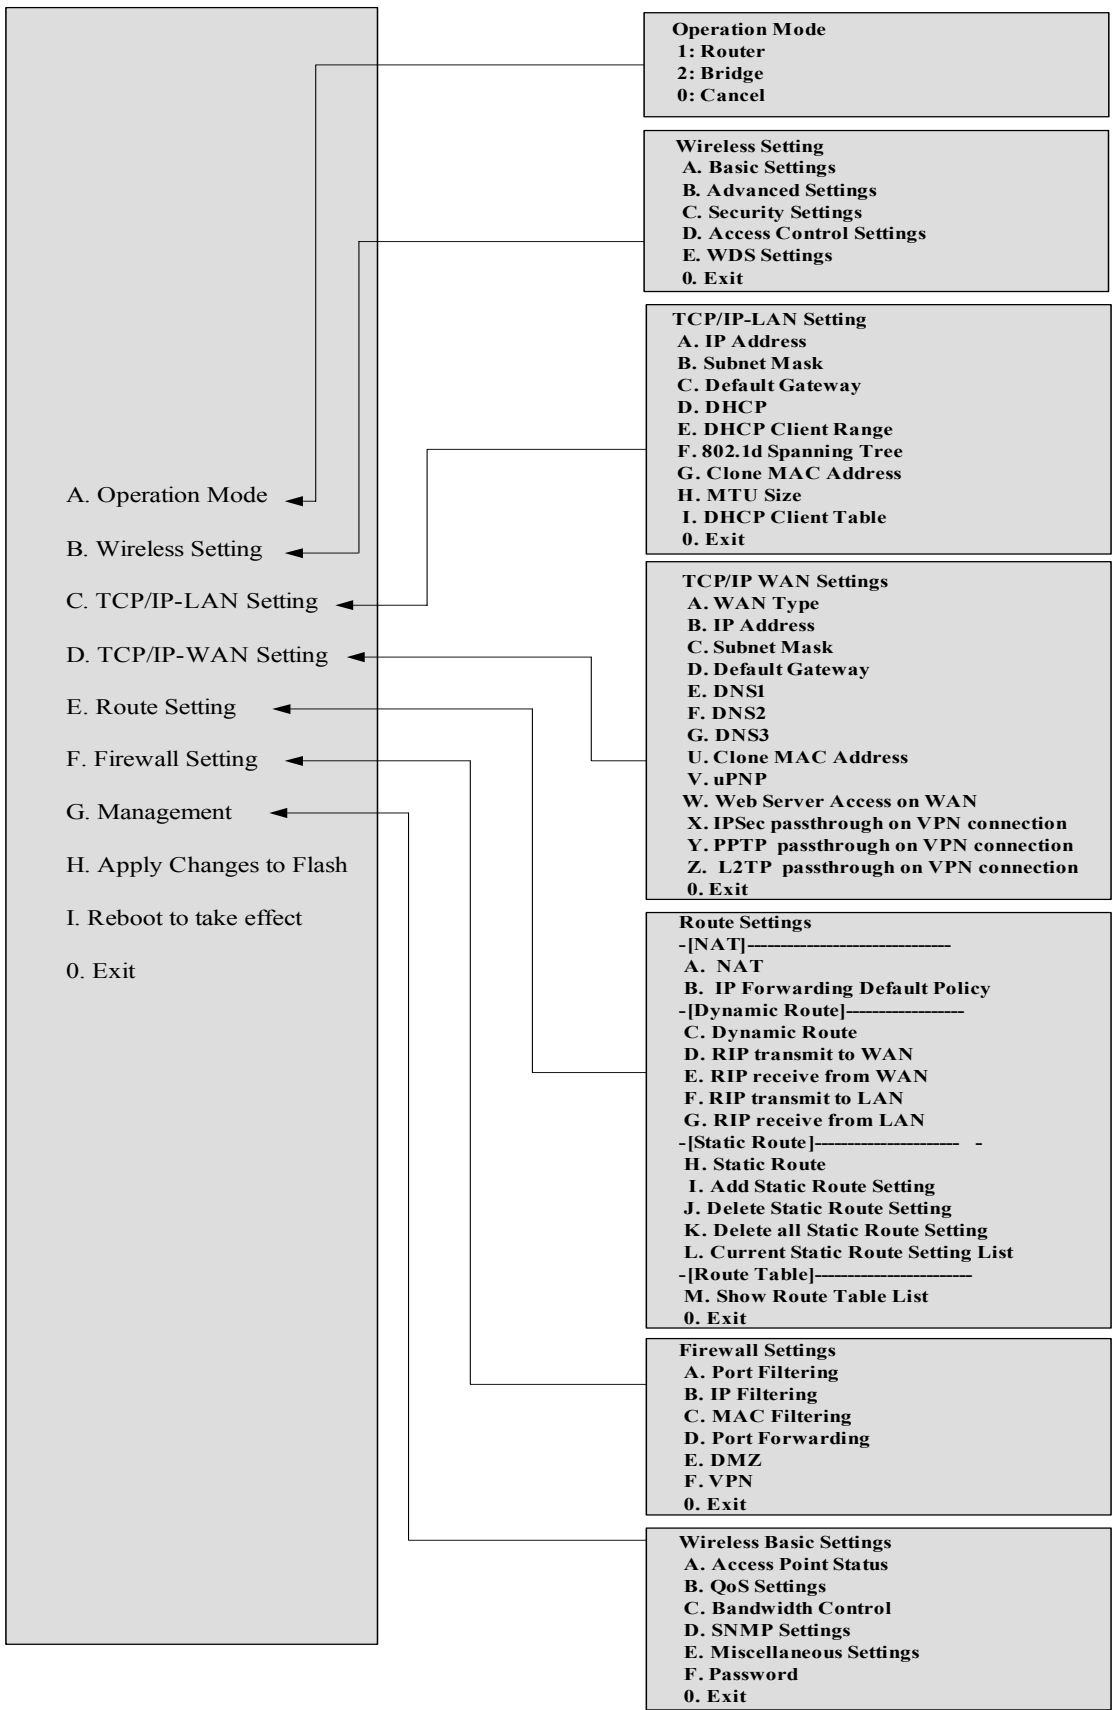 A. Operation Mode
B. Wireless Setting
C. TCP/IP-LAN Setting
D. TCP/IP-WAN Setting
E. Route Setting
F. Firewall Setting
G. Management
H. Apply Changes to Flash
I. Reboot to take effect
0. Exit
Operation Mode
1: Router
2: Bridge
0: Cancel
Wireless Setting
A. Basic Settings
B. Advanced Settings
C. Security Settings
D. Access Control Settings
E. WDS Settings
0. Exit
TCP/IP-LAN Setting
A. IP Address
B. Subnet Mask
C. Default Gateway
D. DHCP
E. DHCP Client Range
F. 802.1d Spanning Tree
G. Clone MAC Address
H. MTU Size
I. DHCP Client Table
0. Exit
TCP/IP WAN Settings
A. WAN Type
B. IP Address
C. Subnet Mask
D. Default Gateway
E. DNS1
F. DNS2
G. DNS3
U. Clone MAC Address
V. uPNP
W. Web Server Access on WAN
X. IPSec passthrough on VPN connection
Y. PPTP passthrough on VPN connection
Z. L2TP passthrough on VPN connection
0. Exit
Route Settings
-[NAT]-------------------------------
A. NAT
B. IP Forwarding Default Policy
-[Dynamic Route]------------------
C. Dynamic Route
D. RIP transmit to WAN
E. RIP receive from WAN
F. RIP transmit to LAN
G. RIP receive from LAN
-[Static Route]---------------------- -
H. Static Route
I. Add Static Route Setting
J. Delete Static Route Setting
K. Delete all Static Route Setting
L. Current Static Route Setting List
-[Route Table]------------------------
M. Show Route Table List
0. Exit
Firewall Settings
A. Port Filtering
B. IP Filtering
C. MAC Filtering
D. Port Forwarding
E. DMZ
F. VPN
0. Exit
Wireless Basic Settings
A. Access Point Status
B. QoS Settings
C. Bandwidth Control
D. SNMP Settings
E. Miscellaneous Settings
F. Password
0. Exit